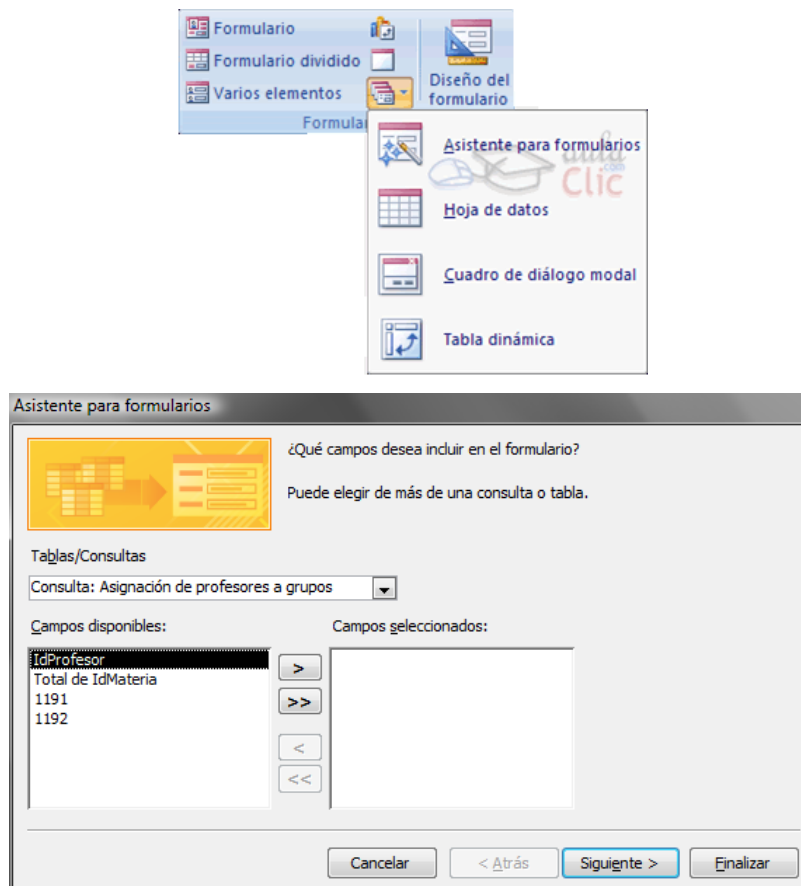 Formulario
Formulario dividido
Varios elementos
Diseño del
formulario
Formular
Asistente para formularios
aula
.com
Clic
Hoja de datos
Cuadro de diálogo modal
Tabla dinámica
Asistente para formularios
¿Qué campos desea incluir en el formulario?
Puede elegir de más de una consulta o tabla.
Tablas/Consultas
Consulta: Asignación de profesores a grupos
Campos disponibles:
Campos seleccionados:
IdProfesor
Total de IdMateria
1191
1192
>
>>
<
<<
Cancelar
< Atrás
Siguiente >
Finalizar